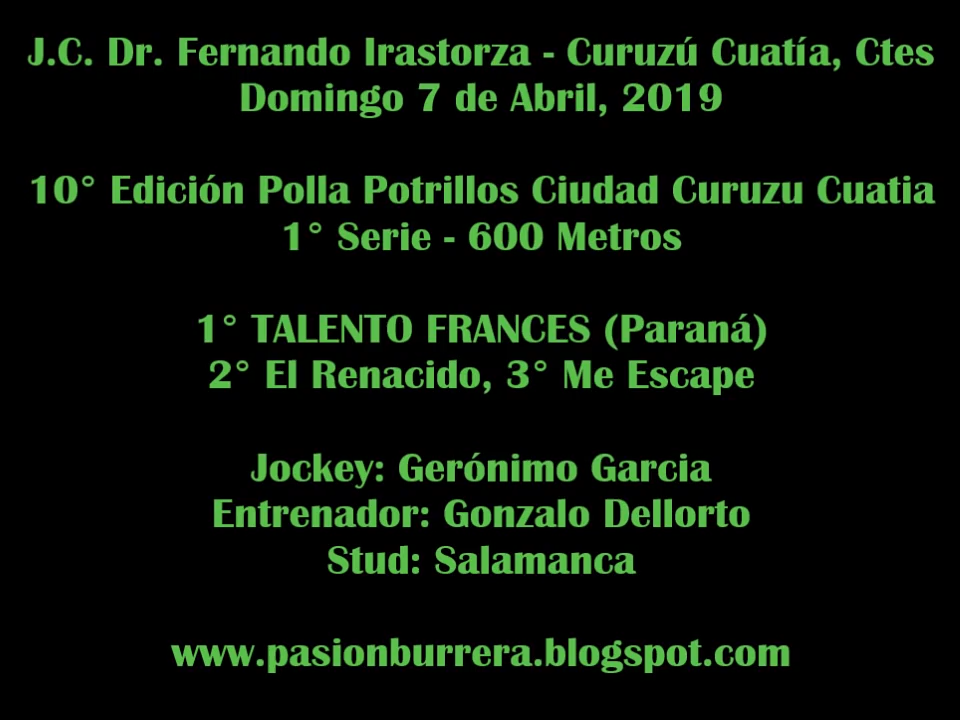 J.C. Dr. Fernando Irastorza - Curuzú Cuatía, Ctes
Domingo 7 de Abril, 2019
10° Edición Polla Potrillos Ciudad Curuzu Cuatia
1° Serie - 600 Metros
1° TALENTO FRANCES (Paraná)
2° El Renacido, 3° Me Escape
Jockey: Gerónimo Garcia
Entrenador: Gonzalo Dellorto
Stud: Salamanca
www.pasionburrera.blogspot.com